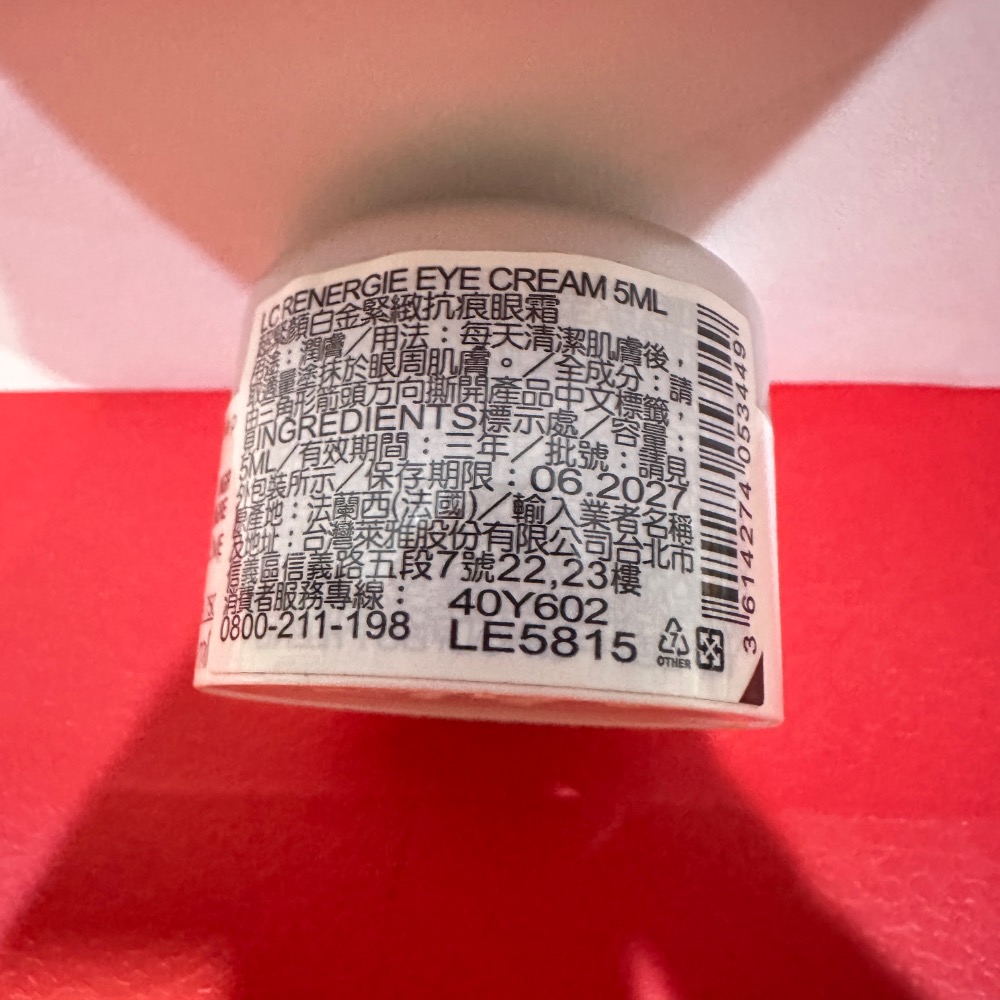 LC RENERGIE EYE CREAM 5ML
緊顏白金緊緻抗痕眼霜
用途：潤膚／用法：每天清潔肌膚後，
取適量塗抹於眼周肌膚。／全成分：請
由三角形箭頭方向撕開產品中文標籤，
見INGREDIENTS標示處／容量：
5ML／有效期間：三年／批號：請見
外包裝所示／保存期限：06.2027
原產地：法蘭西(法國)／輸入業者名稱
及地址：台灣萊雅股份有限公司台北市
信義區信義路五段7號22,23樓
消費者服務專線：
0800-211-198
40Y602
LE5815
OTHER
7
3 614274 053449